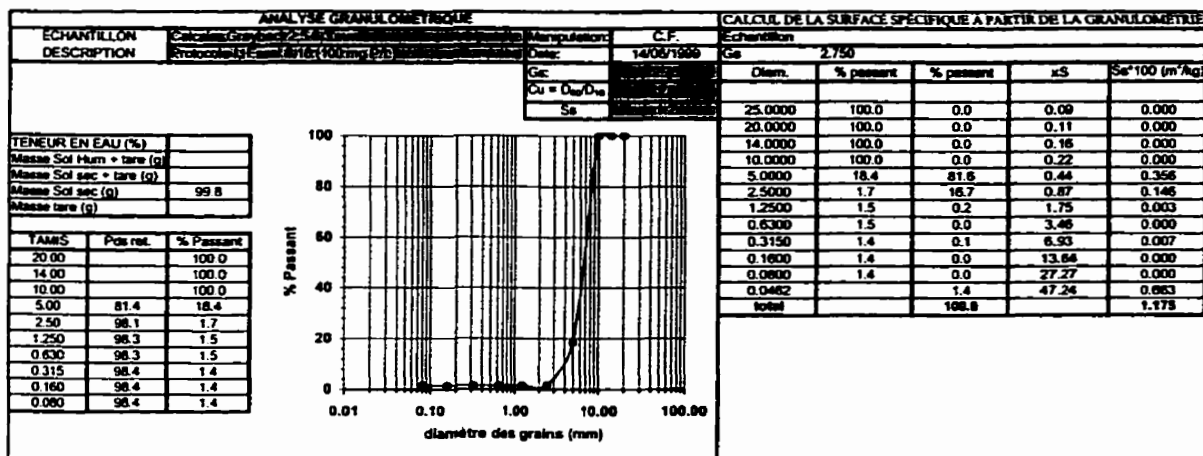 ANALYSE GRANULOMÉTRIQUE
ÉCHANTILLON Manipulation: C.F.
DESCRIPTION Date: 14/06/1999
Gs:
Cu = D60/D10
Ss
TENEUR EN EAU (%)
Masse Sol Hum + tare (g)
Masse Sol sec + tare (g)
Masse Sol sec (g) 99.8
Masse tare (g)
TAMIS Pds ret. % Passant
20.00 100.0
14.00 100.0
10.00 100.0
5.00 81.4 18.4
2.50 98.1 1.7
1.250 98.3 1.5
0.630 98.3 1.5
0.315 98.4 1.4
0.160 98.4 1.4
0.080 98.4 1.4
% Passant
100
80
60
40
20
0
0.01 0.10 1.00 10.00 100.00
diamètre des grains (mm)
CALCUL DE LA SURFACE SPÉCIFIQUE À PARTIR DE LA GRANULOMÉTRIE
Échantillon
Gs 2.750
Diam. % passant % passant xS Ss*100 (m²/kg)
25.0000 100.0 0.0 0.09 0.000
20.0000 100.0 0.0 0.11 0.000
14.0000 100.0 0.0 0.16 0.000
10.0000 100.0 0.0 0.22 0.000
5.0000 18.4 81.6 0.44 0.356
2.5000 1.7 16.7 0.87 0.146
1.2500 1.5 0.2 1.75 0.003
0.6300 1.5 0.0 3.46 0.000
0.3150 1.4 0.1 6.93 0.007
0.1600 1.4 0.0 13.64 0.000
0.0800 1.4 0.0 27.27 0.000
0.0462 1.4 47.24 0.663
total 1.175